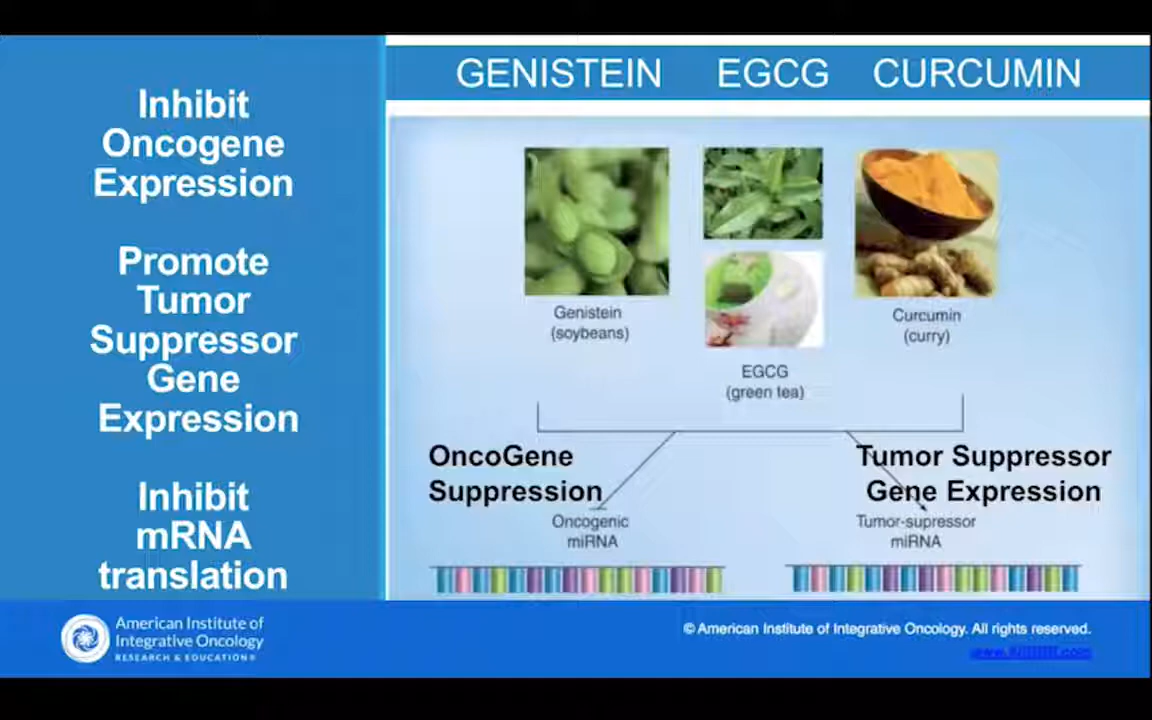 Inhibit
Oncogene
Expression
Promote
Tumor
Suppressor
Gene
Expression
Inhibit
mRNA
translation
GENISTEIN EGCG CURCUMIN
Genistein
(soybeans)
EGCG
(green tea)
Curcumin
(curry)
OncoGene
Suppression
Tumor Suppressor
Gene Expression
Oncogenic
miRNA
Tumor-supressor
miRNA
American Institute of
Integrative Oncology
RESEARCH & EDUCATION®
© American Institute of Integrative Oncology. All rights reserved.